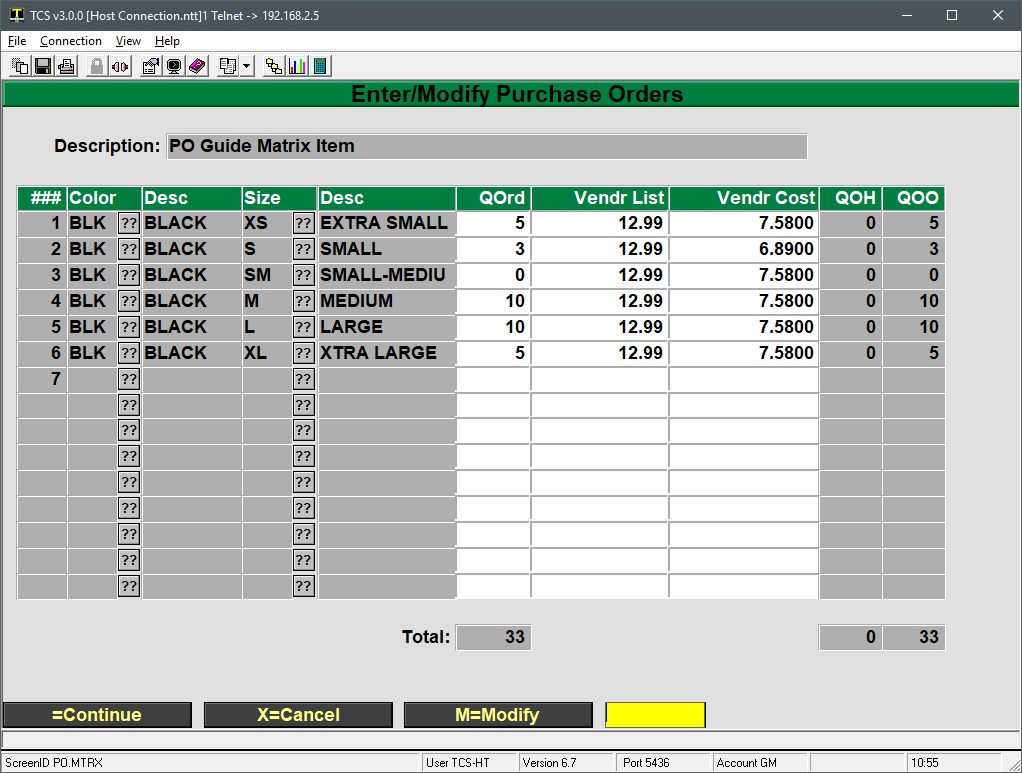 TCS v3.0.0 [Host Connection.ntt]1 Telnet -> 192.168.2.5
File Connection View Help
Enter/Modify Purchase Orders
Description: PO Guide Matrix Item
### Color Desc Size Desc QOrd Vendr List Vendr Cost QOH QOO
1 BLK ?? BLACK XS ?? EXTRA SMALL 5 12.99 7.5800 0 5
2 BLK ?? BLACK S ?? SMALL 3 12.99 6.8900 0 3
3 BLK ?? BLACK SM ?? SMALL-MEDIU 0 12.99 7.5800 0 0
4 BLK ?? BLACK M ?? MEDIUM 10 12.99 7.5800 0 10
5 BLK ?? BLACK L ?? LARGE 10 12.99 7.5800 0 10
6 BLK ?? BLACK XL ?? XTRA LARGE 5 12.99 7.5800 0 5
7 ?? ??
?? ??
?? ??
?? ??
?? ??
?? ??
?? ??
?? ??
?? ??
Total: 33 0 33
=Continue X=Cancel M=Modify
ScreenID PO.MTRX User TCS-HT Version 6.7 Port 5436 Account GM 10:55